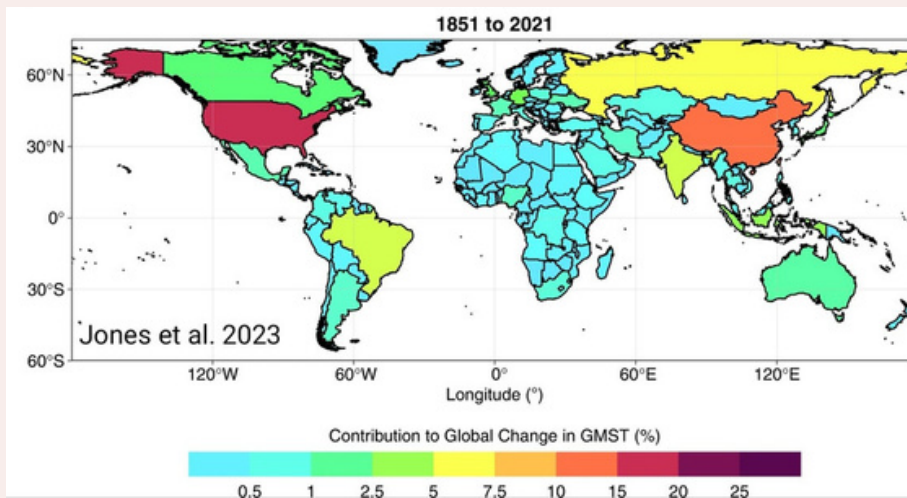 1851 to 2021
60°N
30°N
0°
30°S
60°S
Jones et al. 2023
120°W
60°W
0°
60°E
120°E
Longitude (°)
Contribution to Global Change in GMST (%)
0.5
1
2.5
5
7.5
10
15
20
25